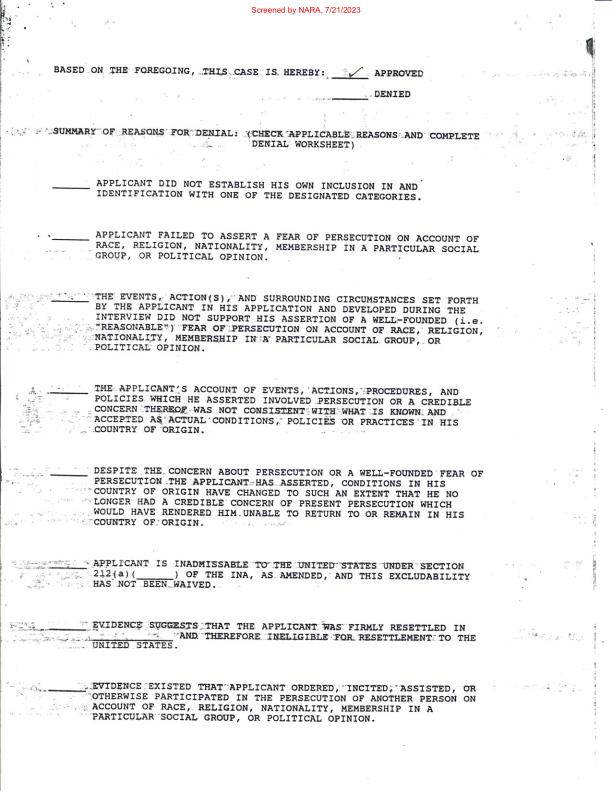 Screened by NARA, 7/21/2023
BASED ON THE FOREGOING, THIS CASE IS HEREBY: __✓__ APPROVED
_____ DENIED
SUMMARY OF REASONS FOR DENIAL: (CHECK APPLICABLE REASONS AND COMPLETE
DENIAL WORKSHEET)
_____ APPLICANT DID NOT ESTABLISH HIS OWN INCLUSION IN AND
IDENTIFICATION WITH ONE OF THE DESIGNATED CATEGORIES.
_____ APPLICANT FAILED TO ASSERT A FEAR OF PERSECUTION ON ACCOUNT OF
RACE, RELIGION, NATIONALITY, MEMBERSHIP IN A PARTICULAR SOCIAL
GROUP, OR POLITICAL OPINION.
_____ THE EVENTS, ACTION(S), AND SURROUNDING CIRCUMSTANCES SET FORTH
BY THE APPLICANT IN HIS APPLICATION AND DEVELOPED DURING THE
INTERVIEW DID NOT SUPPORT HIS ASSERTION OF A WELL-FOUNDED (i.e.
"REASONABLE") FEAR OF PERSECUTION ON ACCOUNT OF RACE, RELIGION,
NATIONALITY, MEMBERSHIP IN A PARTICULAR SOCIAL GROUP, OR
POLITICAL OPINION.
_____ THE APPLICANT'S ACCOUNT OF EVENTS, ACTIONS, PROCEDURES, AND
POLICIES WHICH HE ASSERTED INVOLVED PERSECUTION OR A CREDIBLE
CONCERN THEREOF WAS NOT CONSISTENT WITH WHAT IS KNOWN AND
ACCEPTED AS ACTUAL CONDITIONS, POLICIES OR PRACTICES IN HIS
COUNTRY OF ORIGIN.
_____ DESPITE THE CONCERN ABOUT PERSECUTION OR A WELL-FOUNDED FEAR OF
PERSECUTION THE APPLICANT HAS ASSERTED, CONDITIONS IN HIS
COUNTRY OF ORIGIN HAVE CHANGED TO SUCH AN EXTENT THAT HE NO
LONGER HAD A CREDIBLE CONCERN OF PRESENT PERSECUTION WHICH
WOULD HAVE RENDERED HIM UNABLE TO RETURN TO OR REMAIN IN HIS
COUNTRY OF ORIGIN.
_____ APPLICANT IS INADMISSABLE TO THE UNITED STATES UNDER SECTION
212(a)(_____) OF THE INA, AS AMENDED, AND THIS EXCLUDABILITY
HAS NOT BEEN WAIVED.
_____ EVIDENCE SUGGESTS THAT THE APPLICANT WAS FIRMLY RESETTLED IN
__________ AND THEREFORE INELIGIBLE FOR RESETTLEMENT TO THE
UNITED STATES.
_____ EVIDENCE EXISTED THAT APPLICANT ORDERED, INCITED, ASSISTED, OR
OTHERWISE PARTICIPATED IN THE PERSECUTION OF ANOTHER PERSON ON
ACCOUNT OF RACE, RELIGION, NATIONALITY, MEMBERSHIP IN A
PARTICULAR SOCIAL GROUP, OR POLITICAL OPINION.